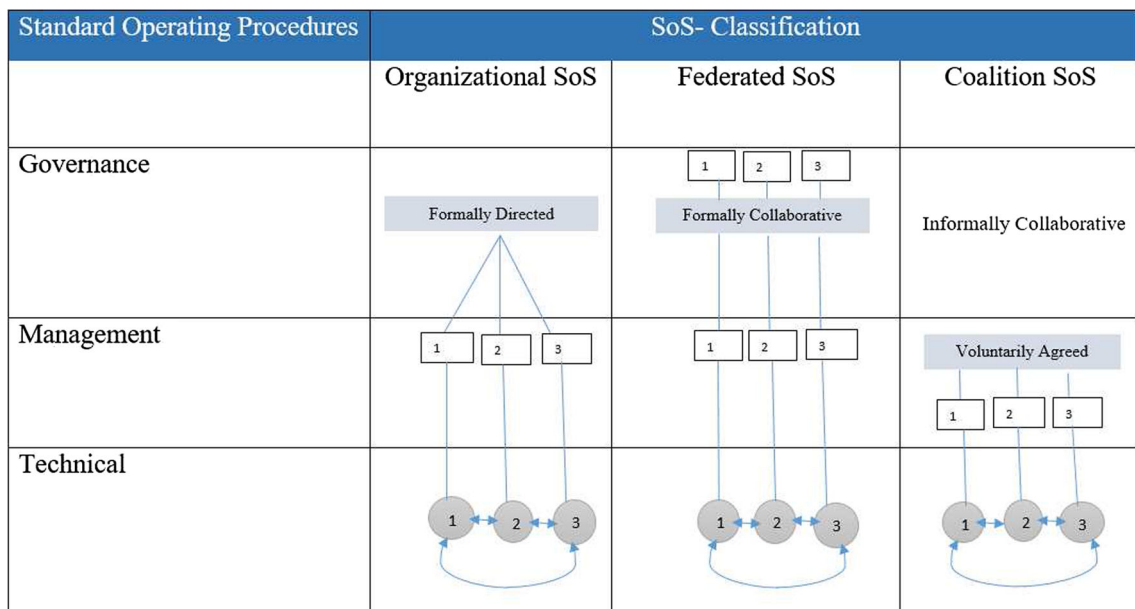 Standard Operating Procedures SoS- Classification
Organizational SoS Federated SoS Coalition SoS
Governance
1 2 3
Formally Directed Formally Collaborative Informally Collaborative
Management
1 2 3 1 2 3
Voluntarily Agreed
1 2 3
Technical
1 2 3 1 2 3 1 2 3